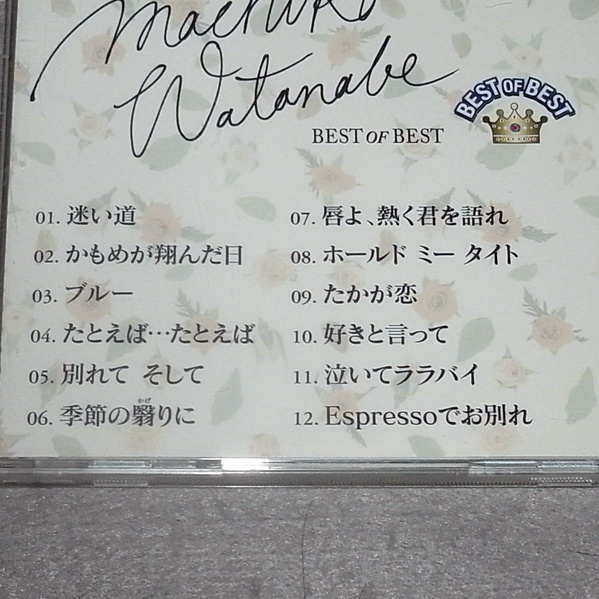 Machiko
Watanabe
BEST OF BEST
BEST OF BEST
01. 迷い道
02. かもめが翔んだ日
03. ブルー
04. たとえば…たとえば
05. 別れて そして
06. 季節の翳りに
かげ
07. 唇よ、熱く君を語れ
08. ホールド ミー タイト
09. たかが恋
10. 好きと言って
11. 泣いてララバイ
12. Espressoでお別れ